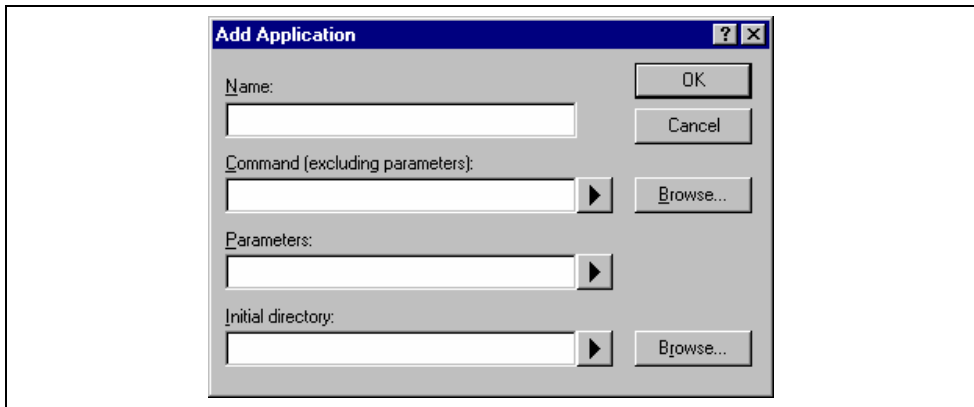 Add Application
Name:
OK
Cancel
Command (excluding parameters):
Browse...
Parameters:
Initial directory:
Browse...